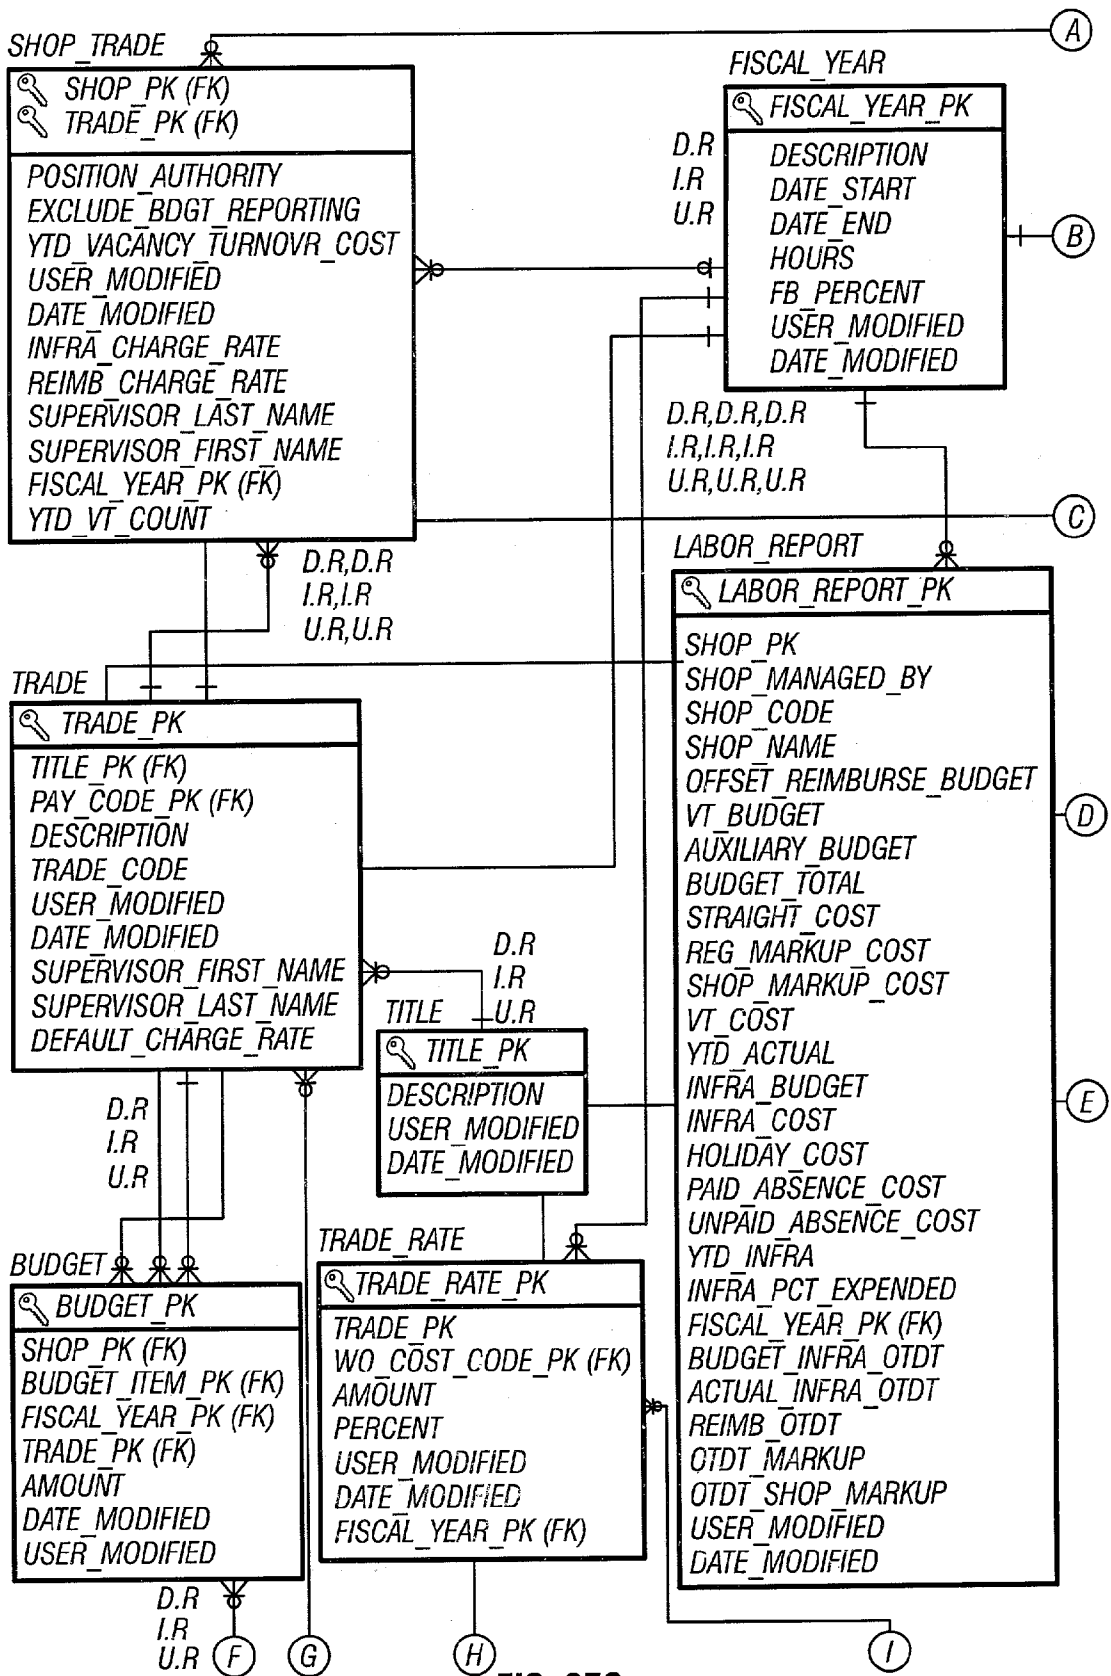 A
SHOP_TRADE
SHOP_PK (FK)
TRADE_PK (FK)
POSITION_AUTHORITY
EXCLUDE_BDGT_REPORTING
YTD_VACANCY_TURNOVR_COST
USER_MODIFIED
DATE_MODIFIED
INFRA_CHARGE_RATE
REIMB_CHARGE_RATE
SUPERVISOR_LAST_NAME
SUPERVISOR_FIRST_NAME
FISCAL_YEAR_PK (FK)
YTD_VT_COUNT
FISCAL_YEAR
FISCAL_YEAR_PK
DESCRIPTION
DATE_START
DATE_END
HOURS
FB_PERCENT
USER_MODIFIED
DATE_MODIFIED
D.R
I.R
U.R
B
D.R,D.R,D.R
I.R,I.R,I.R
U.R,U.R,U.R
C
D.R,D.R
I.R,I.R
U.R,U.R
LABOR_REPORT
LABOR_REPORT_PK
SHOP_PK
SHOP_MANAGED_BY
SHOP_CODE
SHOP_NAME
OFFSET_REIMBURSE_BUDGET
VT_BUDGET
AUXILIARY_BUDGET
BUDGET_TOTAL
STRAIGHT_COST
REG_MARKUP_COST
SHOP_MARKUP_COST
VT_COST
YTD_ACTUAL
INFRA_BUDGET
INFRA_COST
HOLIDAY_COST
PAID_ABSENCE_COST
UNPAID_ABSENCE_COST
YTD_INFRA
INFRA_PCT_EXPENDED
FISCAL_YEAR_PK (FK)
BUDGET_INFRA_OTDT
ACTUAL_INFRA_OTDT
REIMB_OTDT
OTDT_MARKUP
OTDT_SHOP_MARKUP
USER_MODIFIED
DATE_MODIFIED
D
E
TRADE
TRADE_PK
TITLE_PK (FK)
PAY_CODE_PK (FK)
DESCRIPTION
TRADE_CODE
USER_MODIFIED
DATE_MODIFIED
SUPERVISOR_FIRST_NAME
SUPERVISOR_LAST_NAME
DEFAULT_CHARGE_RATE
D.R
I.R
U.R
TITLE
TITLE_PK
DESCRIPTION
USER_MODIFIED
DATE_MODIFIED
D.R
I.R
U.R
BUDGET
BUDGET_PK
SHOP_PK (FK)
BUDGET_ITEM_PK (FK)
FISCAL_YEAR_PK (FK)
TRADE_PK (FK)
AMOUNT
DATE_MODIFIED
USER_MODIFIED
TRADE_RATE
TRADE_RATE_PK
TRADE_PK
WO_COST_CODE_PK (FK)
AMOUNT
PERCENT
USER_MODIFIED
DATE_MODIFIED
FISCAL_YEAR_PK (FK)
D.R
I.R
U.R
F
G
H
I